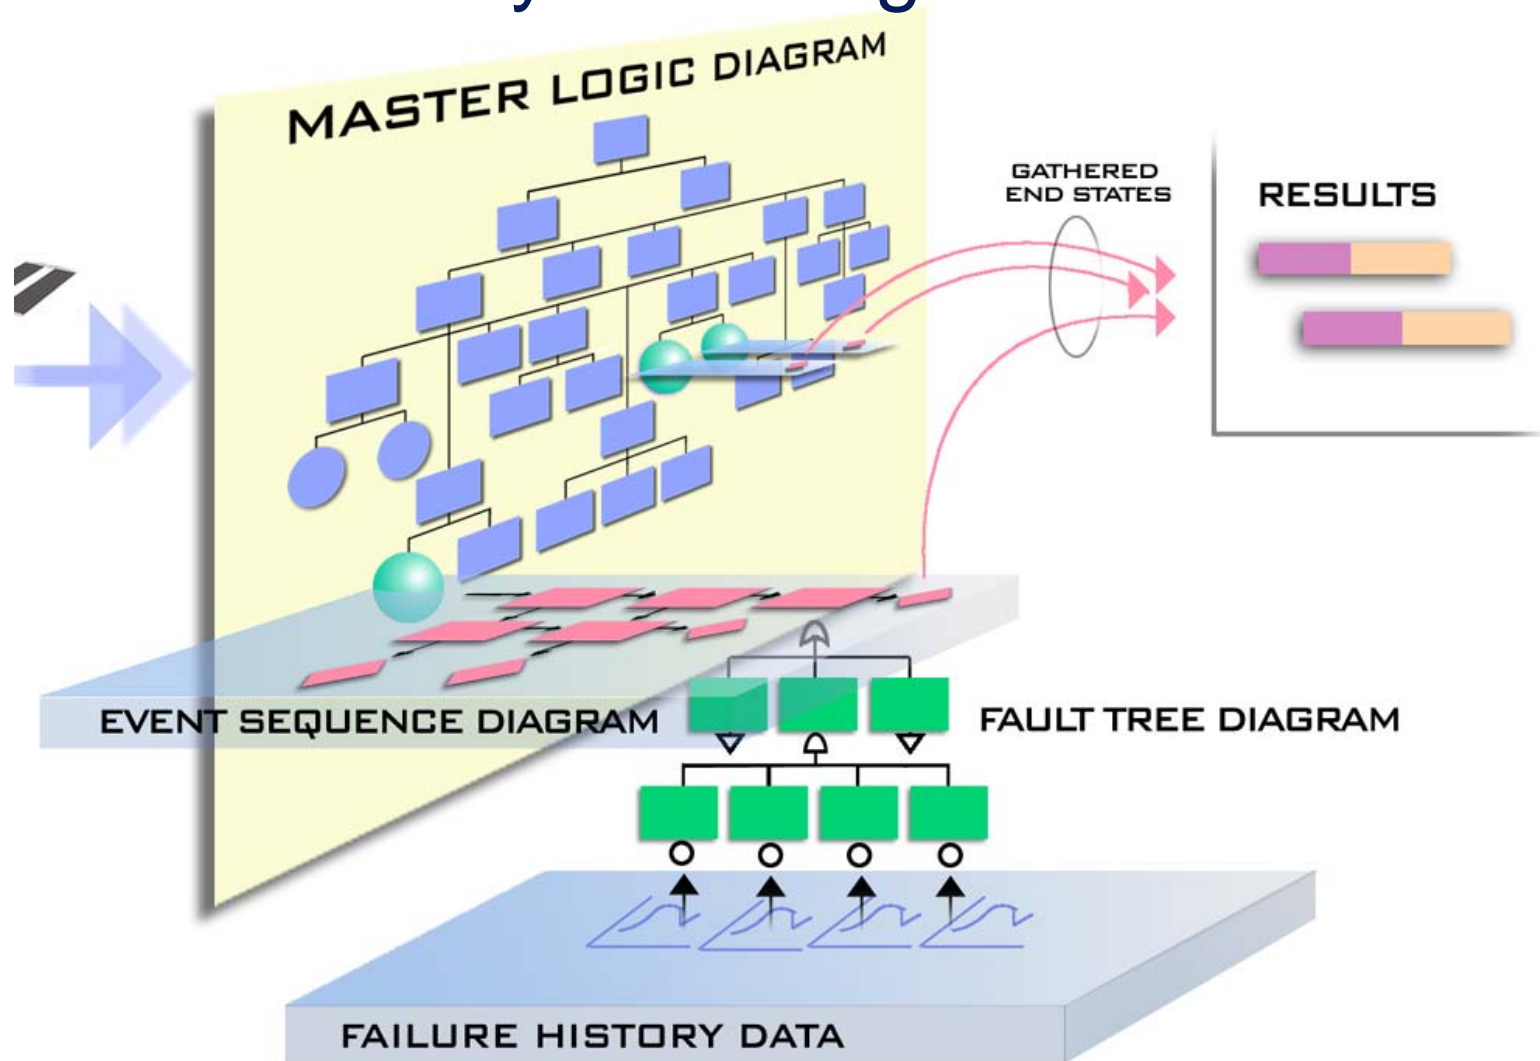 MASTER LOGIC DIAGRAM
GATHERED
END STATES
RESULTS
EVENT SEQUENCE DIAGRAM
FAULT TREE DIAGRAM
FAILURE HISTORY DATA